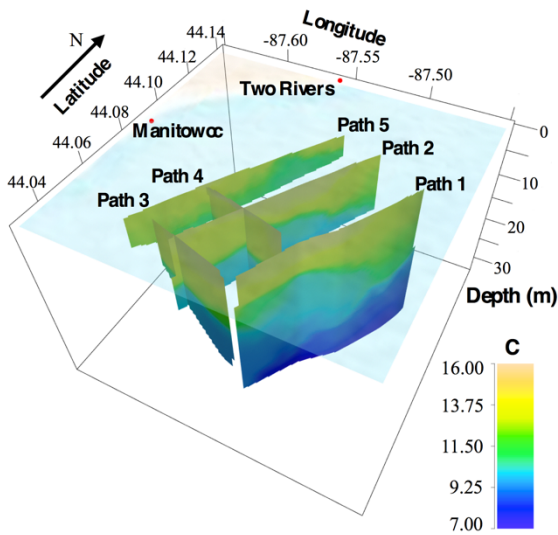 Longitude
-87.60
-87.55
-87.50
44.14
44.12
44.10
44.08
44.06
44.04
N
Latitude
Two Rivers
Manitowoc
Path 5
Path 4
Path 2
Path 3
Path 1
0
10
20
30
Depth (m)
C
16.00
13.75
11.50
9.25
7.00